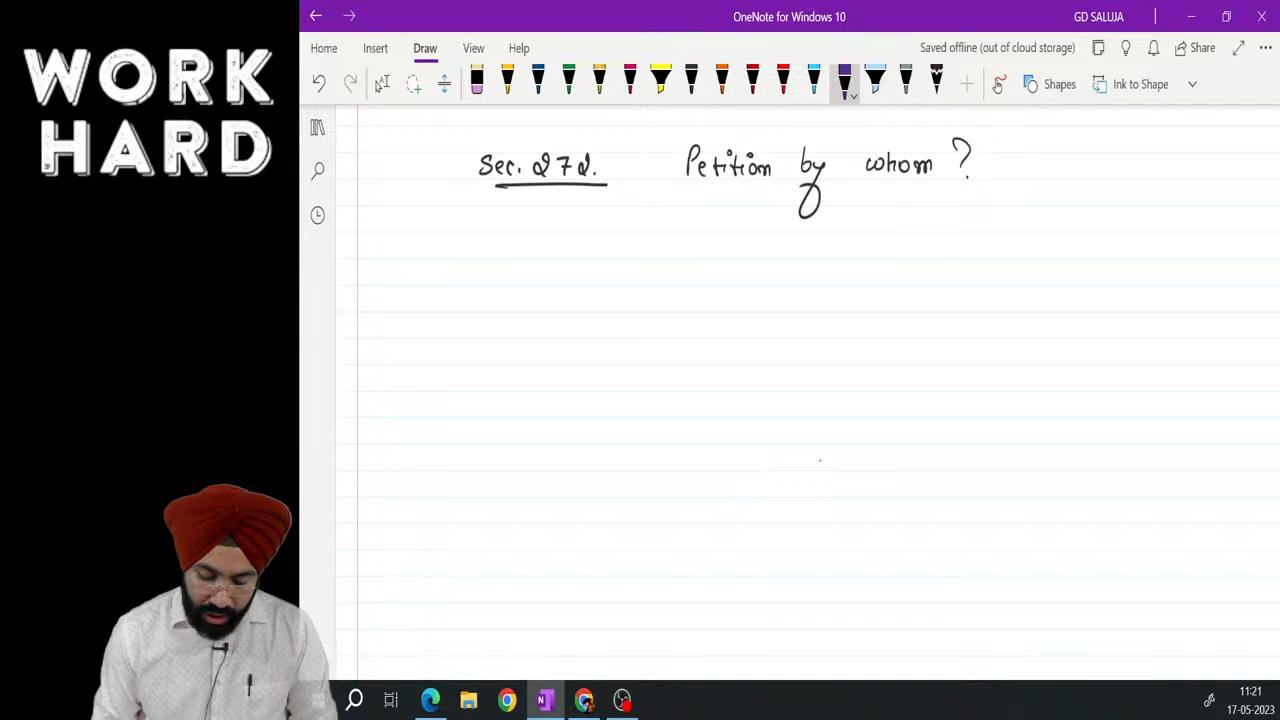 WORK
HARD
OneNote for Windows 10
GD SALUJA
Home Insert Draw View Help
Saved offline (out of cloud storage)
Share
Shapes
Ink to Shape
Sec. 272. Petition by whom ?
11:21
17-05-2023